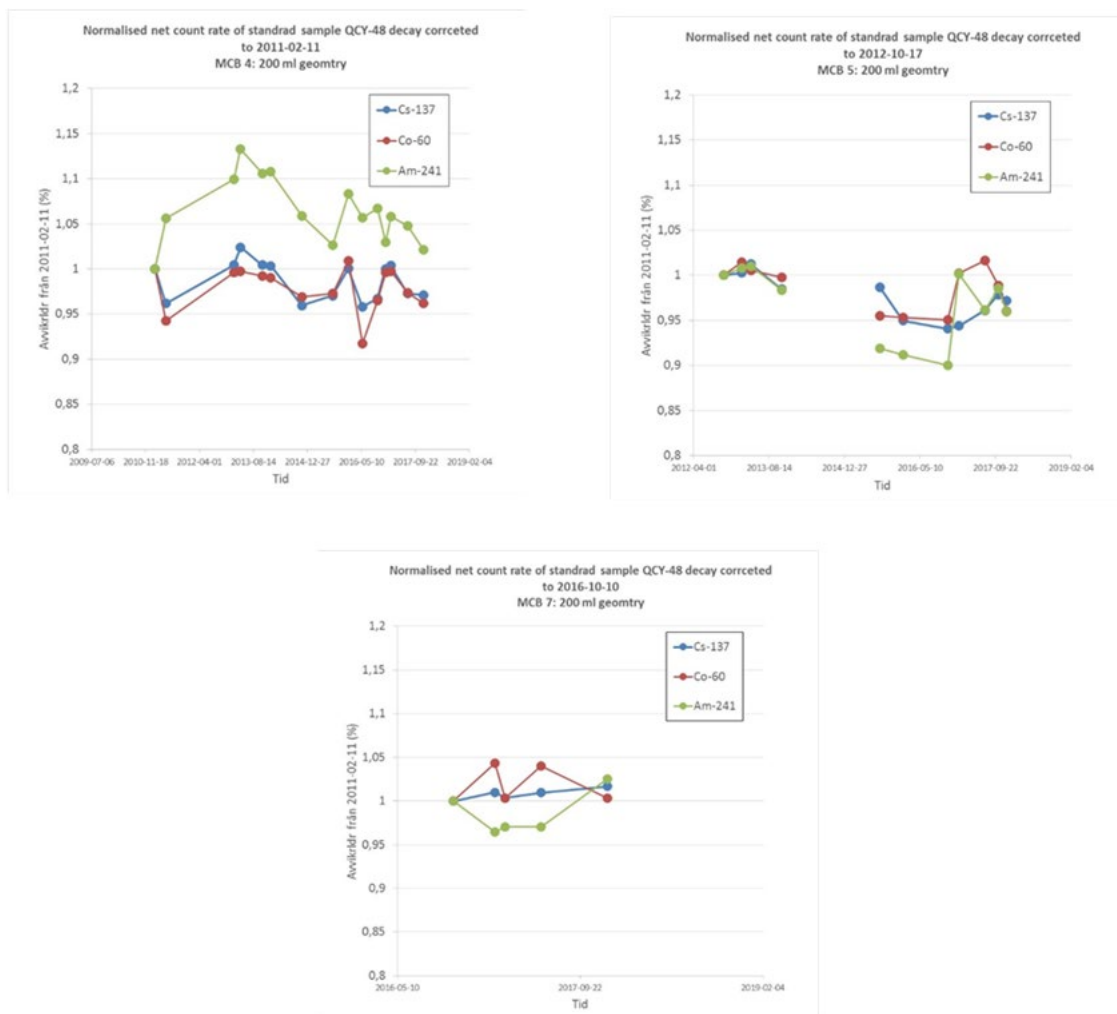 Normalised net count rate of standrad sample QCY-48 decay corrceted
to 2011-02-11
MCB 4: 200 ml geomtry
1,2
1,15
1,1
1,05
1
0,95
0,9
0,85
0,8
Avvikrldr från 2011-02-11 (%)
Cs-137
Co-60
Am-241
2009-07-06 2010-11-18 2012-04-01 2013-08-14 2014-12-27 2016-05-10 2017-09-22 2019-02-04
Tid
Normalised net count rate of standrad sample QCY-48 decay corrceted
to 2012-10-17
MCB 5: 200 ml geomtry
1,2
1,15
1,1
1,05
1
0,95
0,9
0,85
0,8
Avvikrldr från 2011-02-11 (%)
Cs-137
Co-60
Am-241
2012-04-01 2013-08-14 2014-12-27 2016-05-10 2017-09-22 2019-02-04
Tid
Normalised net count rate of standrad sample QCY-48 decay corrceted
to 2016-10-10
MCB 7: 200 ml geomtry
1,2
1,15
1,1
1,05
1
0,95
0,9
0,85
0,8
Avvikrldr från 2011-02-11 (%)
Cs-137
Co-60
Am-241
2016-05-10 2017-09-22 2019-02-04
Tid